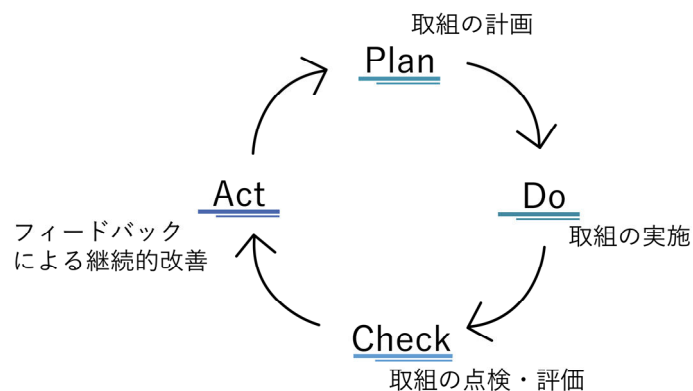 取組の計画
Plan
Do
取組の実施
Check
取組の点検・評価
Act
フィードバック
による継続的改善